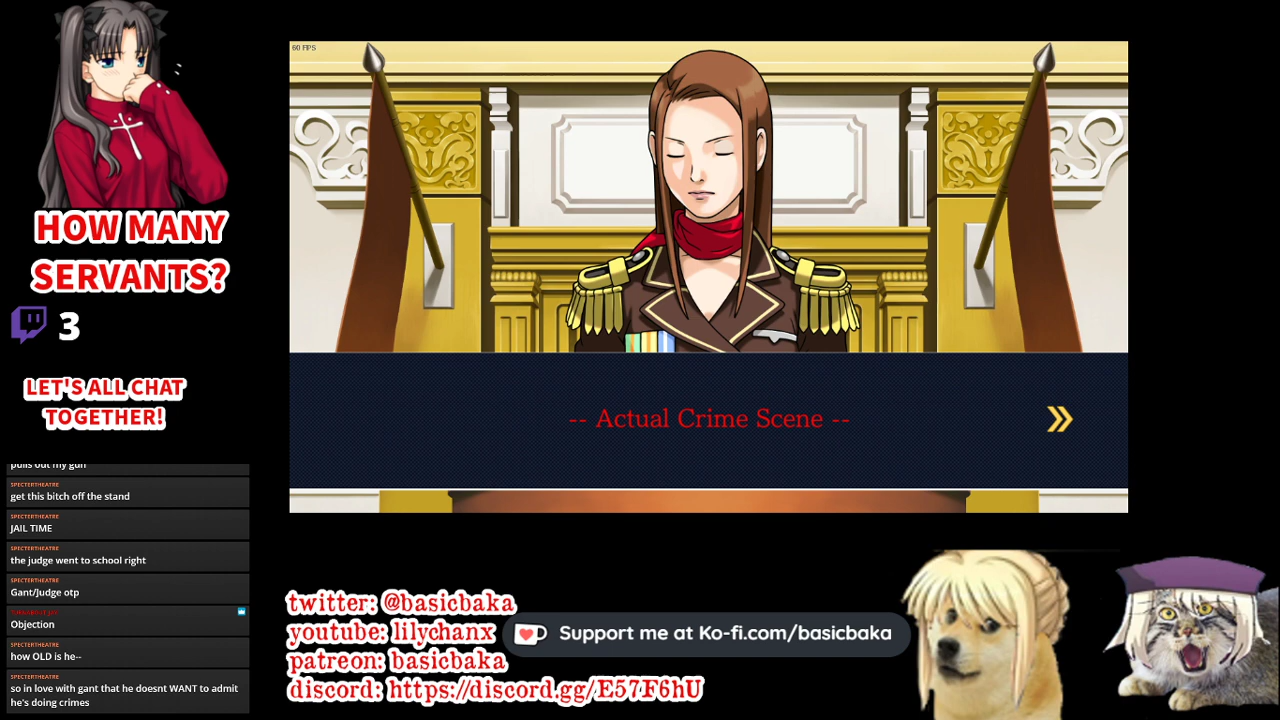 60 FPS
HOW MANY
SERVANTS?
3
LET'S ALL CHAT
TOGETHER!
pulls out my gun
SPECTERTHEATRE
get this bitch off the stand
SPECTERTHEATRE
JAIL TIME
SPECTERTHEATRE
the judge went to school right
SPECTERTHEATRE
Gant/Judge otp
Objection
SPECTERTHEATRE
how OLD is he--
SPECTERTHEATRE
so in love with gant that he doesnt WANT to admit
he's doing crimes
-- Actual Crime Scene --
twitter: @basicbaka
youtube: lilychanx
patreon: basicbaka
discord: https://discord.gg/E57F6hU
Support me at Ko-fi.com/basicbaka